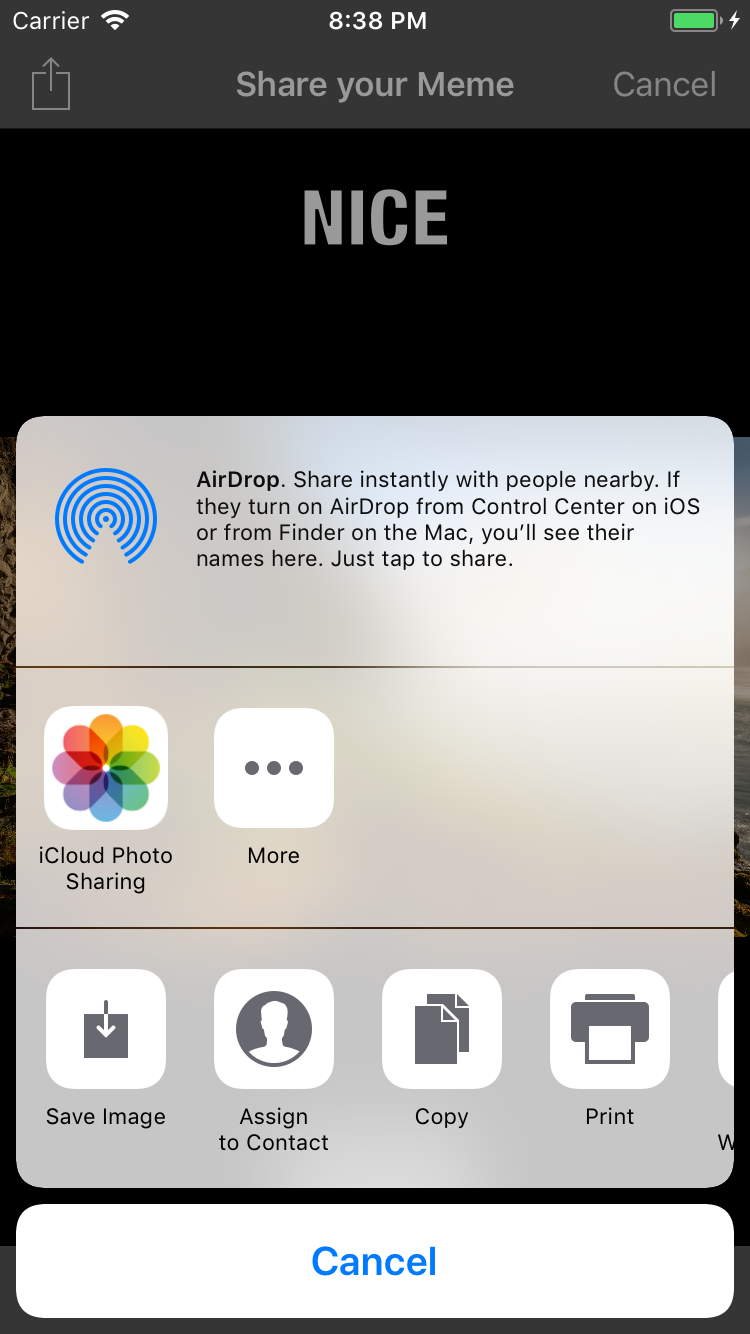 Carrier 8:38 PM
Share your Meme Cancel
NICE
AirDrop. Share instantly with people nearby. If
they turn on AirDrop from Control Center on iOS
or from Finder on the Mac, you’ll see their
names here. Just tap to share.
iCloud Photo
Sharing
More
Save Image
Assign
to Contact
Copy
Print
Cancel